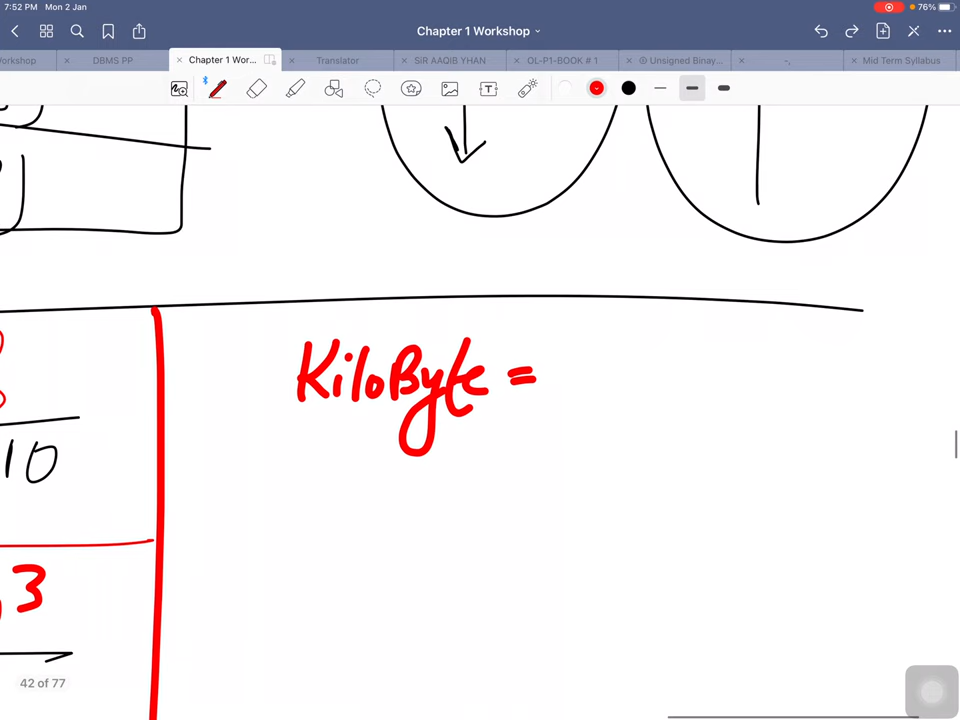 7:52 PM Mon 2 Jan
76%
Chapter 1 Workshop
orkshop
DBMS PP
Chapter 1 Wor...
Translator
SiR AAQIB YHAN
OL-P1-BOOK # 1
Unsigned Binay...
-,
Mid Term Syllabus
KiloByte =
10
3
42 of 77